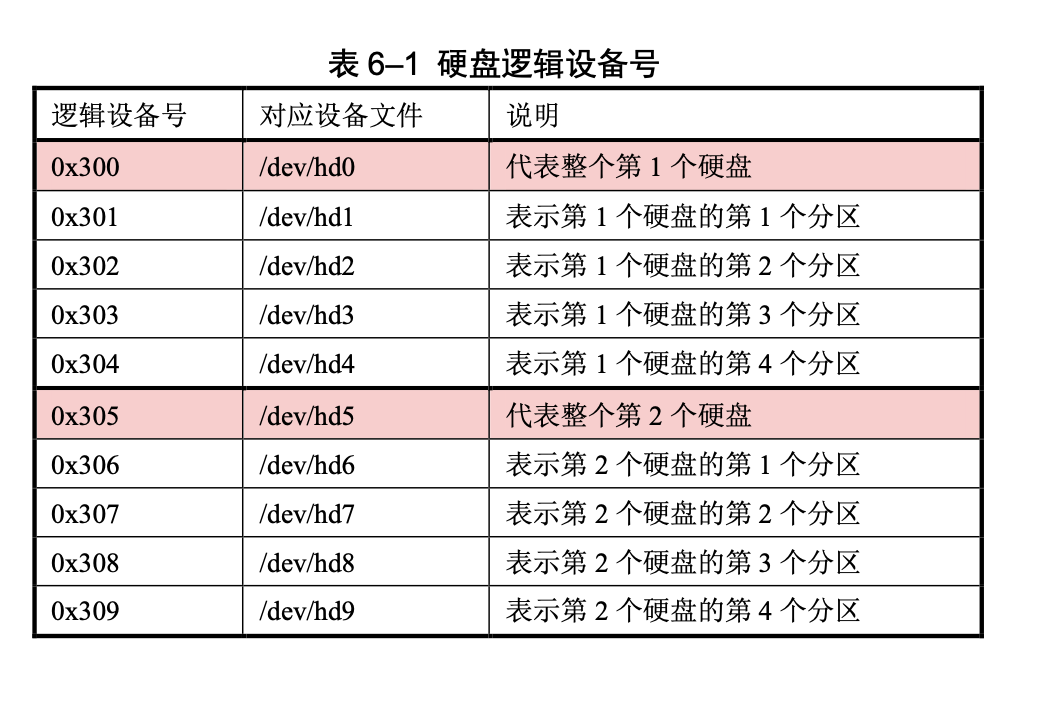 表 6–1 硬盘逻辑设备号
逻辑设备号 对应设备文件 说明
0x300 /dev/hd0 代表整个第 1 个硬盘
0x301 /dev/hd1 表示第 1 个硬盘的第 1 个分区
0x302 /dev/hd2 表示第 1 个硬盘的第 2 个分区
0x303 /dev/hd3 表示第 1 个硬盘的第 3 个分区
0x304 /dev/hd4 表示第 1 个硬盘的第 4 个分区
0x305 /dev/hd5 代表整个第 2 个硬盘
0x306 /dev/hd6 表示第 2 个硬盘的第 1 个分区
0x307 /dev/hd7 表示第 2 个硬盘的第 2 个分区
0x308 /dev/hd8 表示第 2 个硬盘的第 3 个分区
0x309 /dev/hd9 表示第 2 个硬盘的第 4 个分区